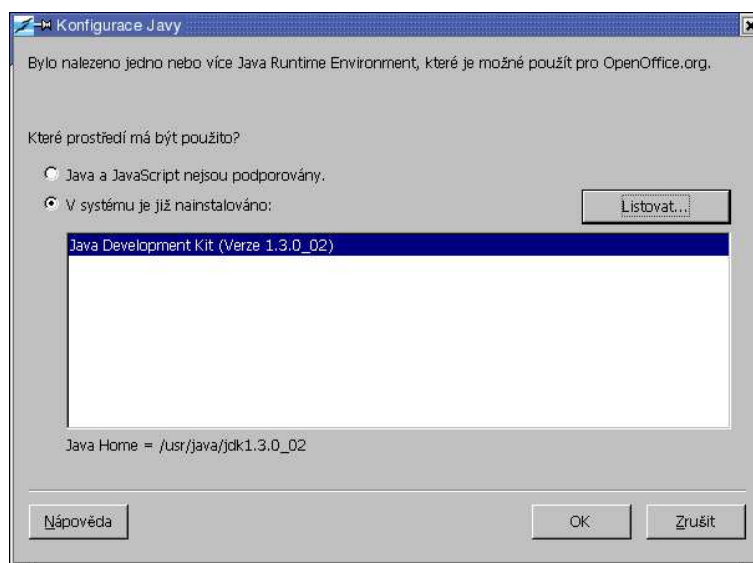 Konfigurace Javy
Bylo nalezeno jedno nebo více Java Runtime Environment, které je možné použít pro OpenOffice.org.
Které prostředí má být použito?
Java a JavaScript nejsou podporovány.
V systému je již nainstalováno:
Listovat...
Java Development Kit (Verze 1.3.0_02)
Java Home = /usr/java/jdk1.3.0_02
Nápověda
OK
Zrušit